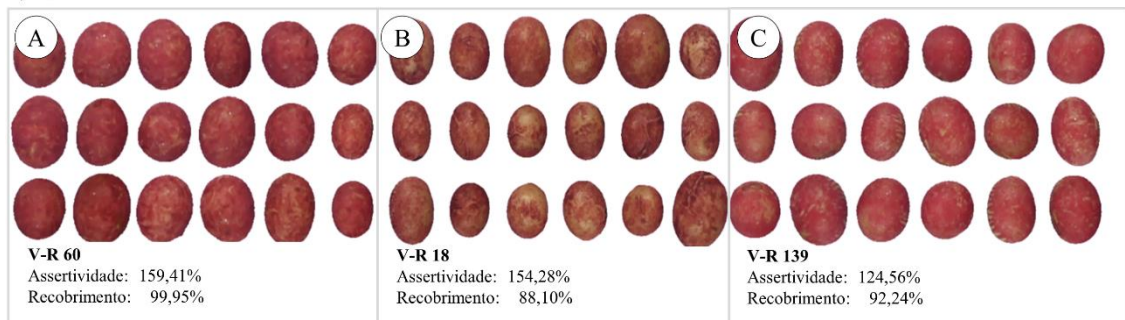 A
V-R 60
Assertividade: 159,41%
Recobrimento: 99,95%
B
V-R 18
Assertividade: 154,28%
Recobrimento: 88,10%
C
V-R 139
Assertividade: 124,56%
Recobrimento: 92,24%